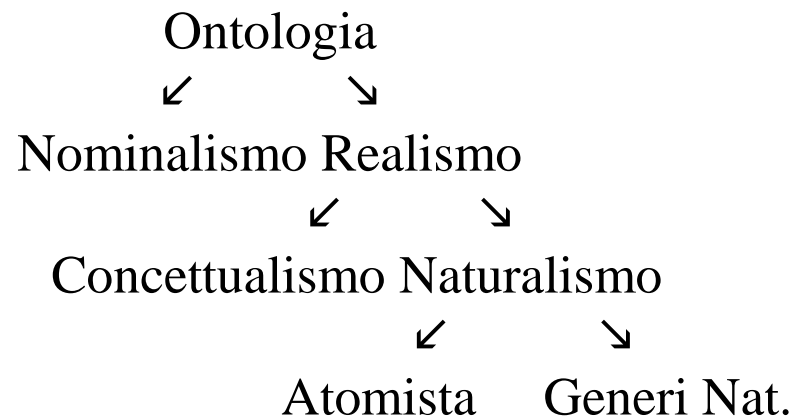 Ontologia
↙ ↘
Nominalismo Realismo
↙ ↘
Concettualismo Naturalismo
↙ ↘
Atomista Generi Nat.